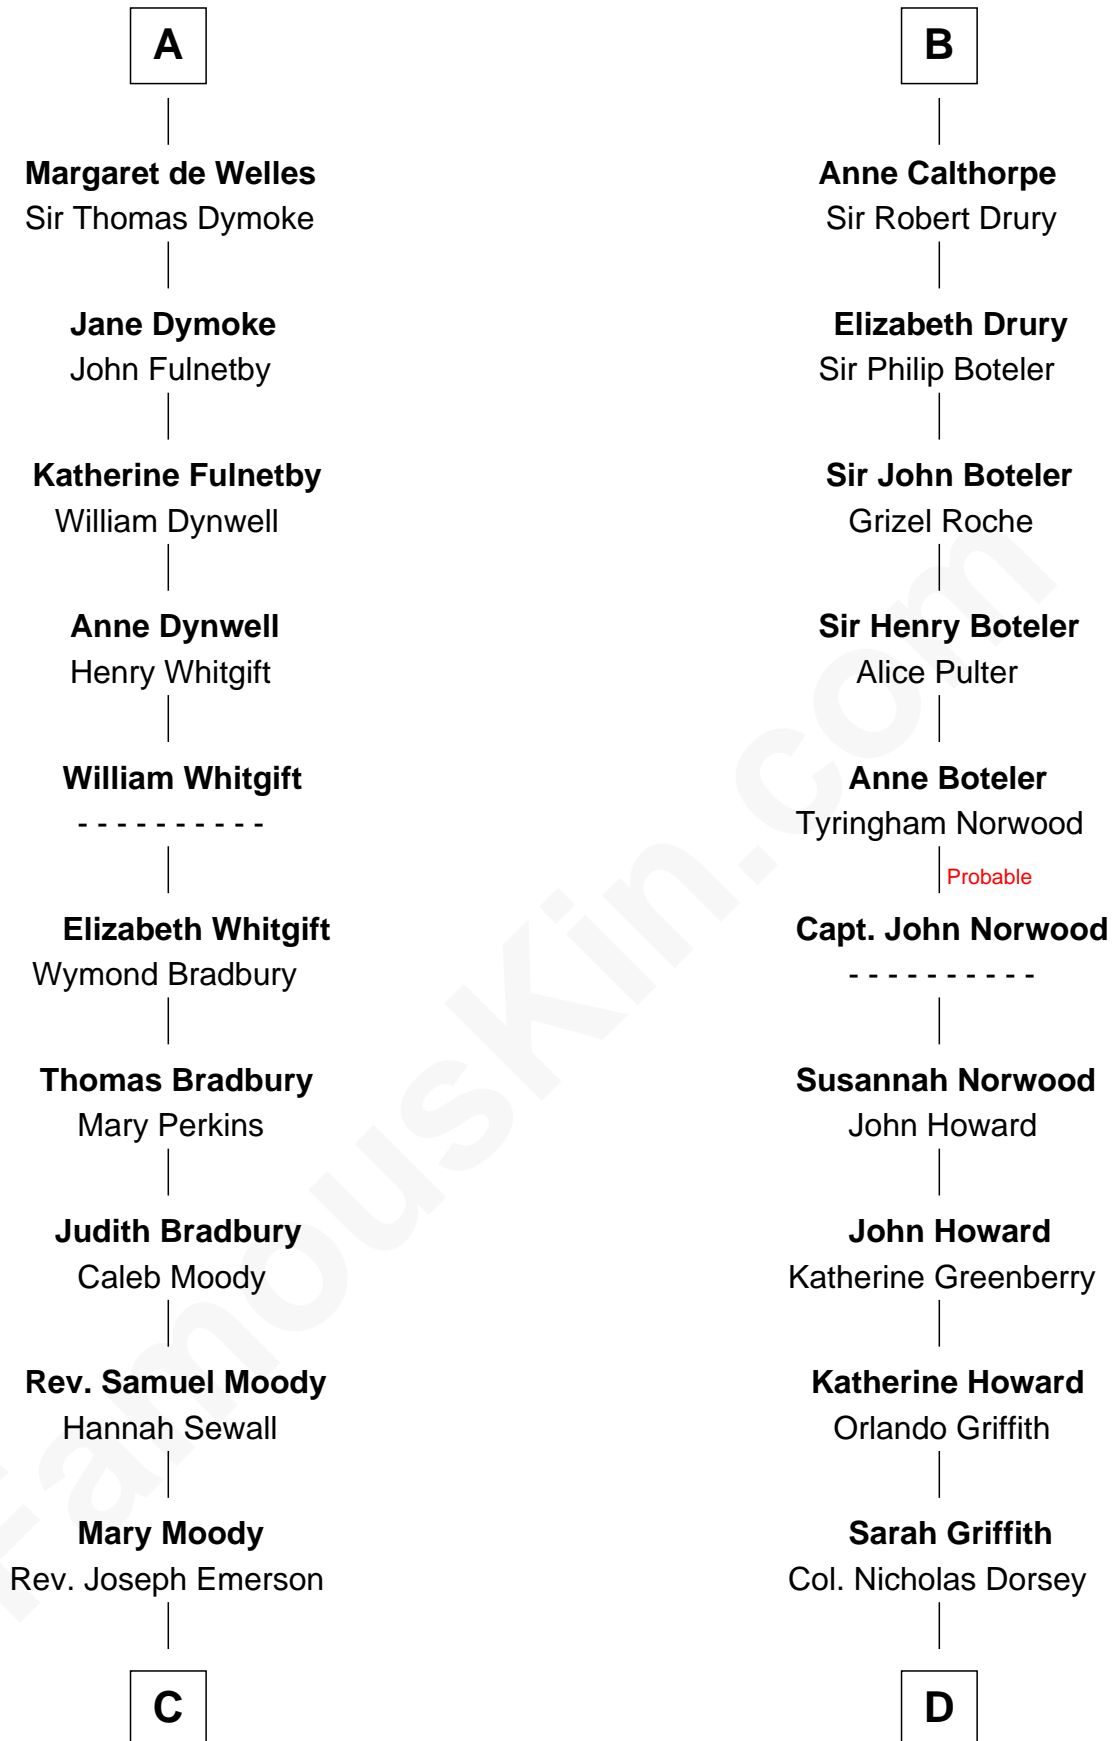 A
Margaret de Welles
Sir Thomas Dymoke
Jane Dymoke
John Fulnetby
Katherine Fulnetby
William Dynwell
Anne Dynwell
Henry Whitgift
William Whitgift
- - - - - - - - - -
Elizabeth Whitgift
Wymond Bradbury
Thomas Bradbury
Mary Perkins
Judith Bradbury
Caleb Moody
Rev. Samuel Moody
Hannah Sewall
Mary Moody
Rev. Joseph Emerson
C
B
Anne Calthorpe
Sir Robert Drury
Elizabeth Drury
Sir Philip Boteler
Sir John Boteler
Grizel Roche
Sir Henry Boteler
Alice Pulter
Anne Boteler
Tyringham Norwood
Probable
Capt. John Norwood
- - - - - - - - - -
Susannah Norwood
John Howard
John Howard
Katherine Greenberry
Katherine Howard
Orlando Griffith
Sarah Griffith
Col. Nicholas Dorsey
D
FamousKin.com